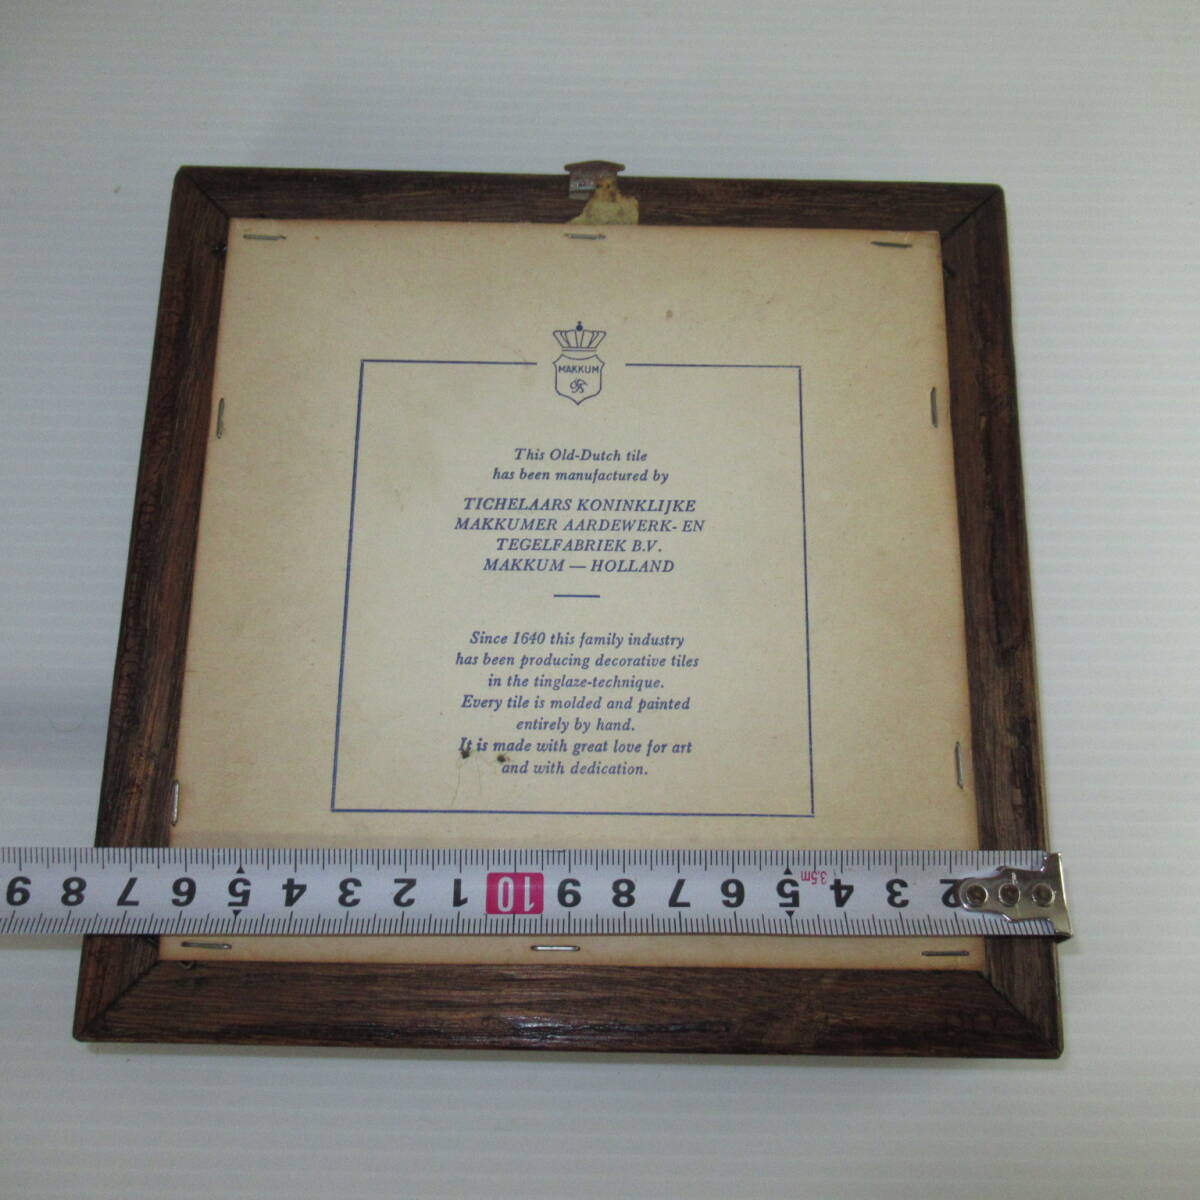 MAKKUM
This Old-Dutch tile
has been manufactured by
TICHELAARS KONINKLIJKE
MAKKUMER AARDEWERK- EN
TEGELFABRIEK B.V.
MAKKUM — HOLLAND
Since 1640 this family industry
has been producing decorative tiles
in the tinglaze-technique.
Every tile is molded and painted
entirely by hand.
It is made with great love for art
and with dedication.
9 8 7 6 5 4 3 2 1 10 9 8 7 6 5 3.5m 4 3 2